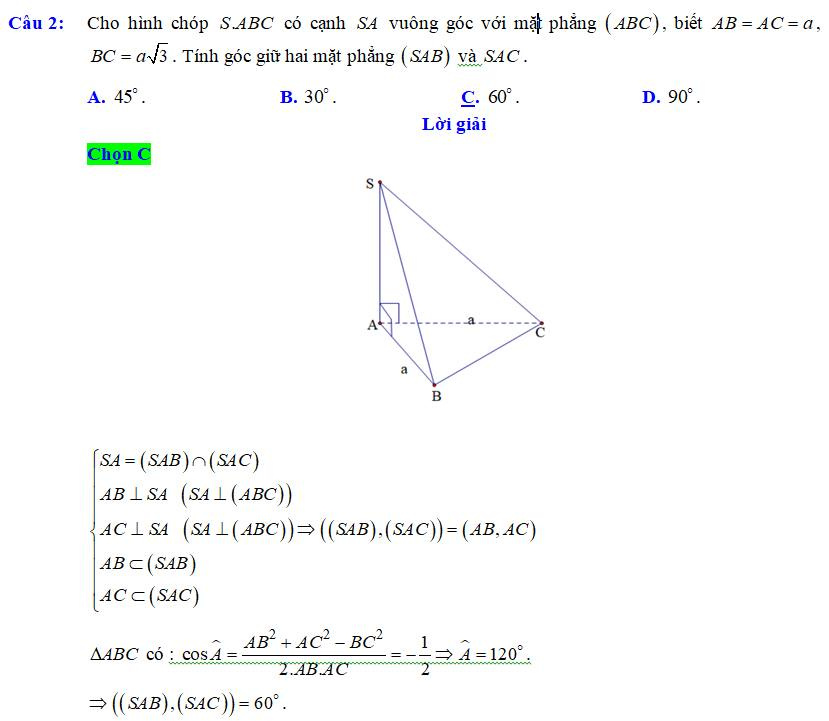 Câu 2: Cho hình chóp S.ABC có cạnh SA vuông góc với mặt phẳng (ABC), biết AB = AC = a,
BC = a√3. Tính góc giữ hai mặt phẳng (SAB) và SAC.
A. 45°. B. 30°. C. 60°. D. 90°.
Lời giải
Chọn C
S
A a C
a
B
SA = (SAB) ∩ (SAC)
AB ⊥ SA (SA ⊥ (ABC))
AC ⊥ SA (SA ⊥ (ABC)) ⇒ ((SAB),(SAC)) = (AB, AC)
AB ⊂ (SAB)
AC ⊂ (SAC)
ΔABC có : cos Â = (AB² + AC² − BC²)/(2.AB.AC) = −1/2 ⇒ Â = 120°.
⇒ ((SAB),(SAC)) = 60°.